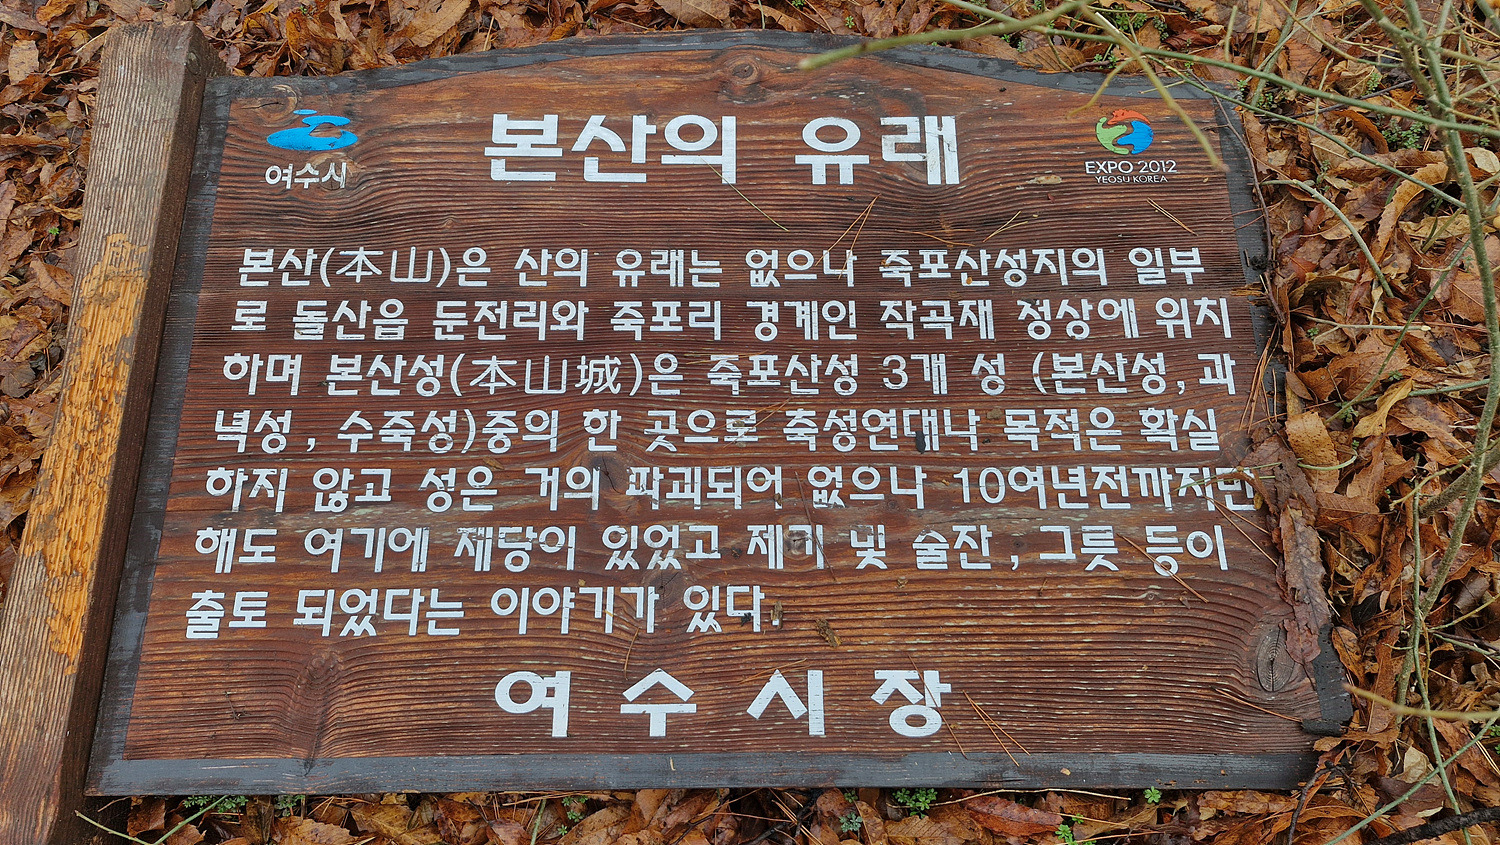 여수시
본산의 유래
EXPO 2012
YEOSU KOREA
본산(本山)은 산의 유래는 없으나 죽포산성지의 일부
로 돌산읍 둔전리와 죽포리 경계인 작곡재 정상에 위치
하며 본산성(本山城)은 죽포산성 3개 성 (본산성, 과
녁성, 수죽성)중의 한 곳으로 축성연대나 목적은 확실
하지 않고 성은 거의 파괴되어 없으나 10여년전까지만
해도 여기에 재당이 있었고 제기 및 술잔, 그릇 등이
출토 되었다는 이야기가 있다.
여수시장